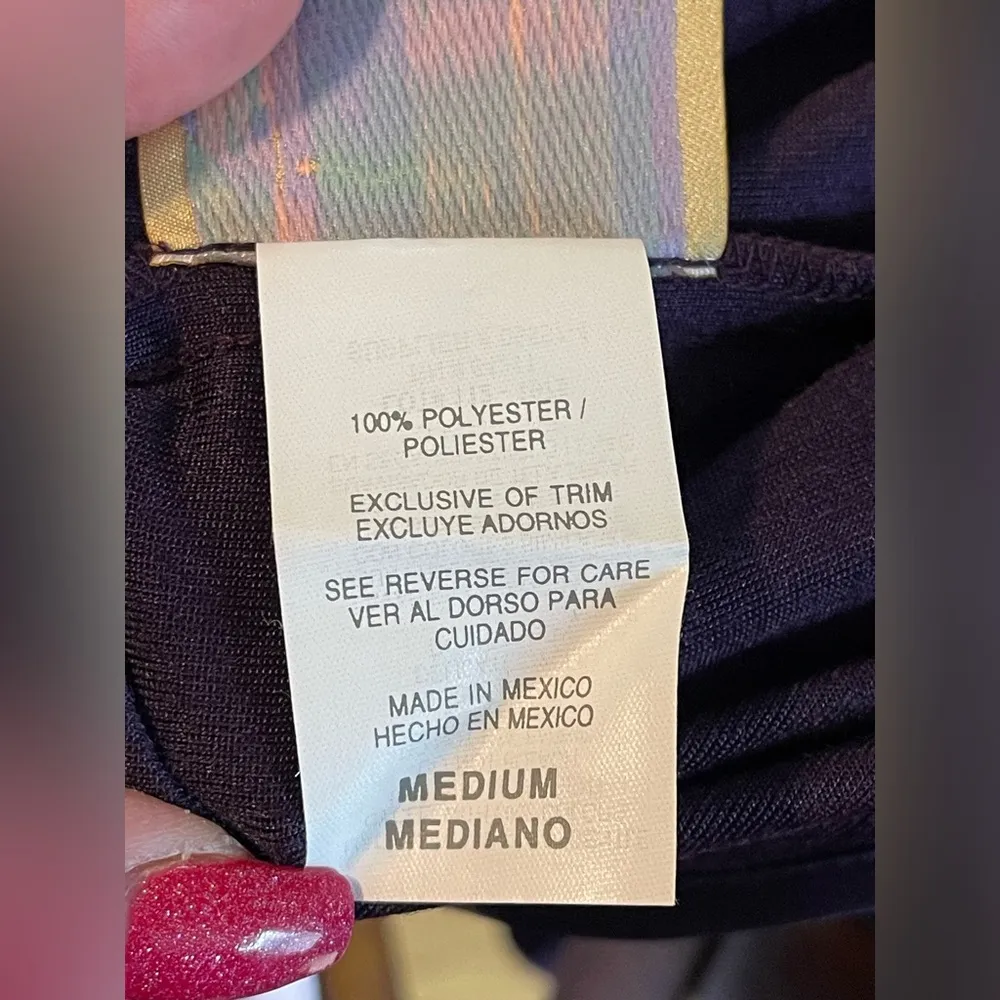 100% POLYESTER /
POLIESTER
EXCLUSIVE OF TRIM
EXCLUYE ADORNOS
SEE REVERSE FOR CARE
VER AL DORSO PARA
CUIDADO
MADE IN MEXICO
HECHO EN MEXICO
MEDIUM
MEDIANO